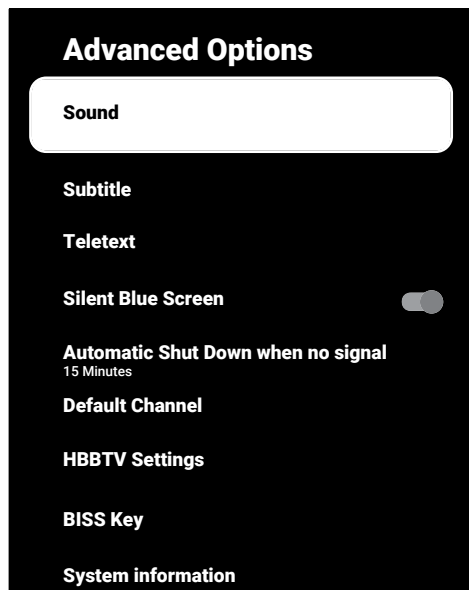 Advanced Options
Sound
Subtitle
Teletext
Silent Blue Screen
Automatic Shut Down when no signal
15 Minutes
Default Channel
HBBTV Settings
BISS Key
System information